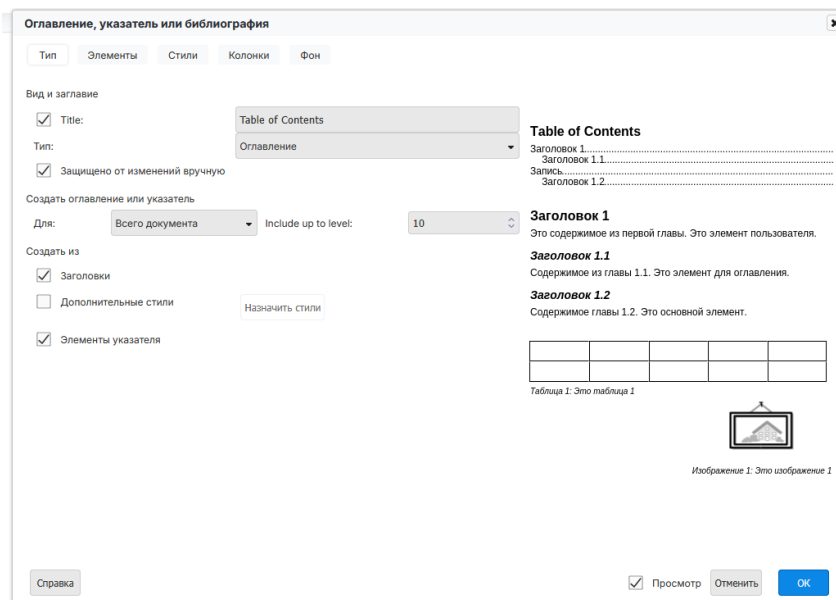 Оглавление, указатель или библиография
Тип Элементы Стили Колонки Фон
Вид и заглавие
Title: Table of Contents
Тип: Оглавление
Защищено от изменений вручную
Создать оглавление или указатель
Для: Всего документа Include up to level: 10
Создать из
Заголовки
Дополнительные стили Назначить стили
Элементы указателя
Table of Contents
Заголовок 1
Заголовок 1.1
Запись
Заголовок 1.2
Заголовок 1
Это содержимое из первой главы. Это элемент пользователя.
Заголовок 1.1
Содержимое из главы 1.1. Это элемент для оглавления.
Заголовок 1.2
Содержимое главы 1.2. Это основной элемент.
Таблица 1: Это таблица 1
Изображение 1: Это изображение 1
Справка Просмотр Отменить ОК